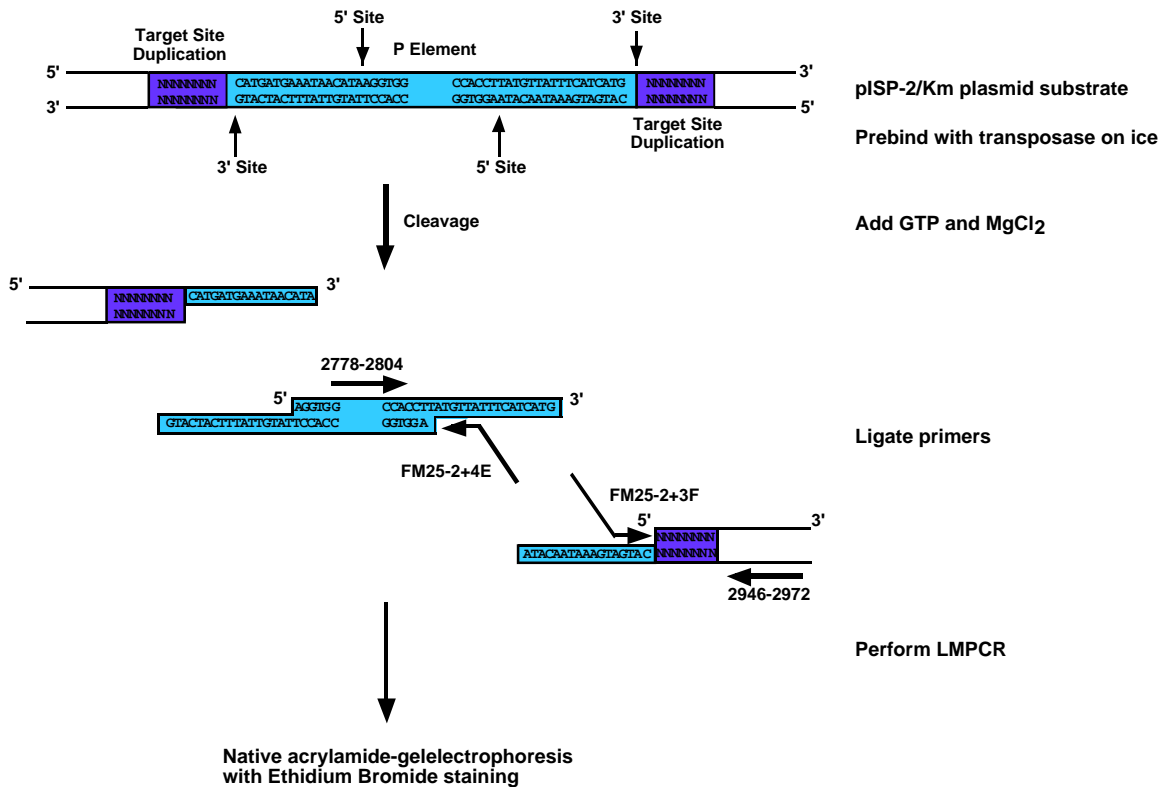 5' Site
3' Site
Target Site
Duplication
P Element
5'
NNNNNNNN
CATGATGAAATAACATAAGGTGG
CCACCTTATGTTATTTCATCATG
NNNNNNNN
3'
3'
NNNNNNNN
GTACTACTTTATTGTATTCCACC
GGTGGAATACAATAAAGTAGTAC
NNNNNNNN
5'
pISP-2/Km plasmid substrate
3' Site
5' Site
Target Site
Duplication
Prebind with transposase on ice
Cleavage
Add GTP and MgCl2
5'
NNNNNNNN
CATGATGAAATAACATA
3'
NNNNNNNN
2778-2804
5'
AGGTGG
CCACCTTATGTTATTTCATCATG
3'
GTACTACTTTATTGTATTCCACC
GGTGGA
Ligate primers
FM25-2+4E
FM25-2+3F
5'
NNNNNNNN
3'
ATACAATAAAGTAGTAC
NNNNNNNN
2946-2972
Perform LMPCR
Native acrylamide-gelelectrophoresis
with Ethidium Bromide staining